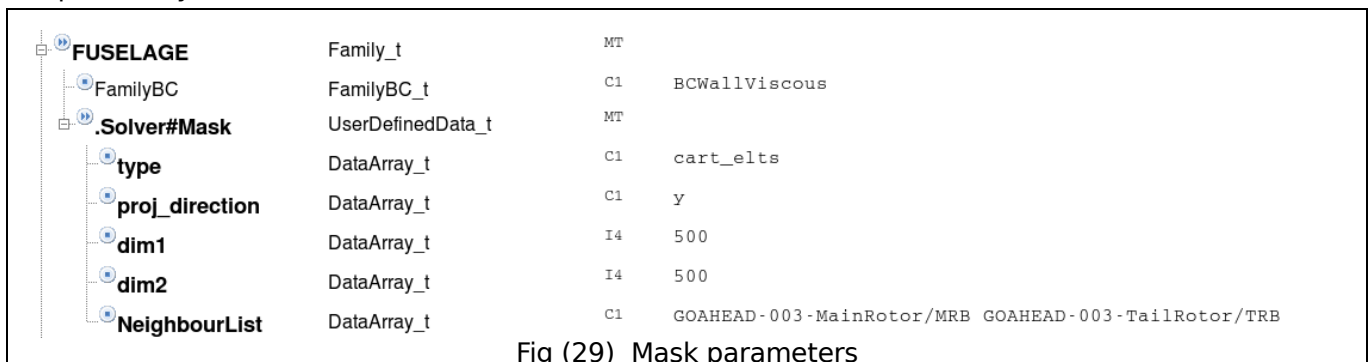 FUSELAGE Family_t MT
FamilyBC FamilyBC_t C1 BCWallViscous
.Solver#Mask UserDefinedData_t MT
type DataArray_t C1 cart_elts
proj_direction DataArray_t C1 y
dim1 DataArray_t I4 500
dim2 DataArray_t I4 500
NeighbourList DataArray_t C1 GOAHEAD-003-MainRotor/MRB GOAHEAD-003-TailRotor/TRB
Fig (29) Mask parameters